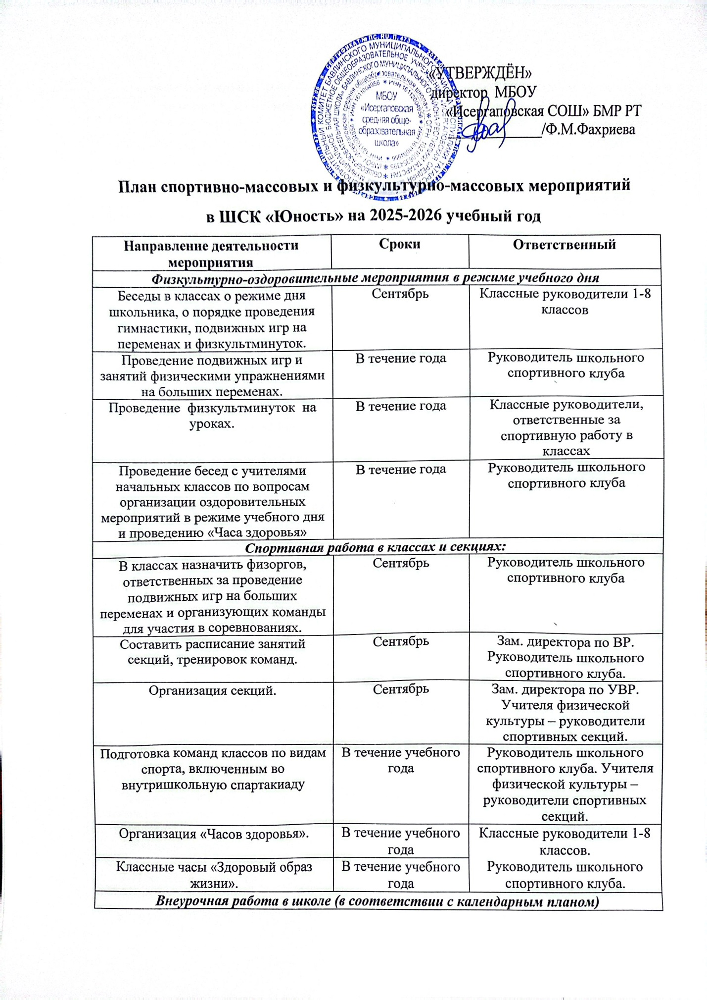 «УТВЕРЖДЁН»
директор МБОУ
«Исергаповская СОШ» БМР РТ
/Ф.М.Фахриева
МБОУ
«Исергаповская
средняя обще-
образовательная
школа»
План спортивно-массовых и физкультурно-массовых мероприятий
в ШСК «Юность» на 2025-2026 учебный год
Направление деятельности
мероприятия
Сроки
Ответственный
Физкультурно-оздоровительные мероприятия в режиме учебного дня
Беседы в классах о режиме дня
школьника, о порядке проведения
гимнастики, подвижных игр на
переменах и физкультминуток.
Сентябрь
Классные руководители 1-8
классов
Проведение подвижных игр и
занятий физическими упражнениями
на больших переменах.
В течение года
Руководитель школьного
спортивного клуба
Проведение физкультминуток на
уроках.
В течение года
Классные руководители,
ответственные за
спортивную работу в
классах
Проведение бесед с учителями
начальных классов по вопросам
организации оздоровительных
мероприятий в режиме учебного дня
и проведению «Часа здоровья»
В течение года
Руководитель школьного
спортивного клуба
Спортивная работа в классах и секциях:
В классах назначить физоргов,
ответственных за проведение
подвижных игр на больших
переменах и организующих команды
для участия в соревнованиях.
Сентябрь
Руководитель школьного
спортивного клуба
Составить расписание занятий
секций, тренировок команд.
Сентябрь
Зам. директора по ВР.
Руководитель школьного
спортивного клуба.
Организация секций.
Сентябрь
Зам. директора по УВР.
Учителя физической
культуры – руководители
спортивных секций.
Подготовка команд классов по видам
спорта, включенным во
внутришкольную спартакиаду
В течение учебного
года
Руководитель школьного
спортивного клуба. Учителя
физической культуры –
руководители спортивных
секций.
Организация «Часов здоровья».
В течение учебного
года
Классные руководители 1-8
классов.
Руководитель школьного
спортивного клуба.
Классные часы «Здоровый образ
жизни».
В течение учебного
года
Внеурочная работа в школе (в соответствии с календарным планом)